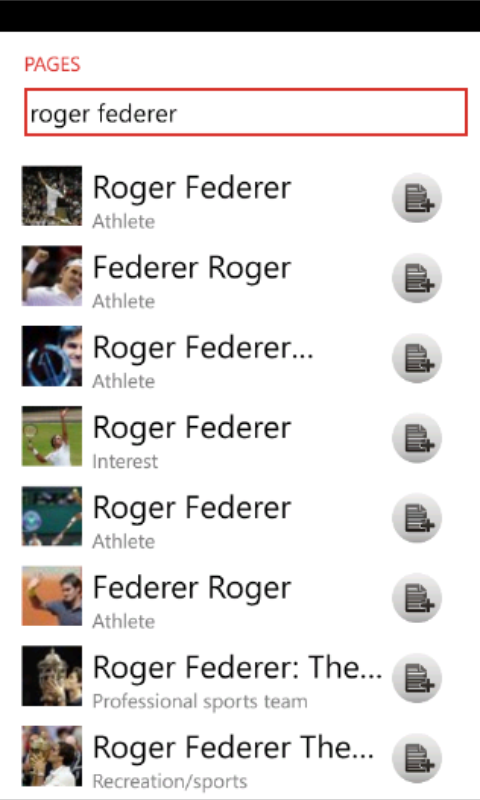 PAGES
roger federer
Roger Federer
Athlete
Federer Roger
Athlete
Roger Federer...
Athlete
Roger Federer
Interest
Roger Federer
Athlete
Federer Roger
Athlete
Roger Federer: The...
Professional sports team
Roger Federer The...
Recreation/sports